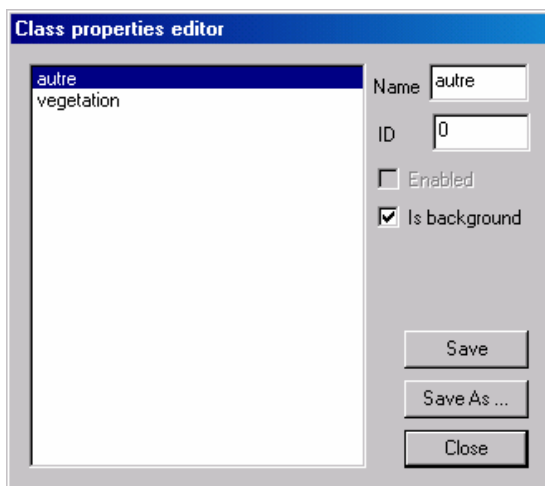 Class properties editor
autre
vegetation
Name autre
ID 0
Enabled
Is background
Save
Save As ...
Close